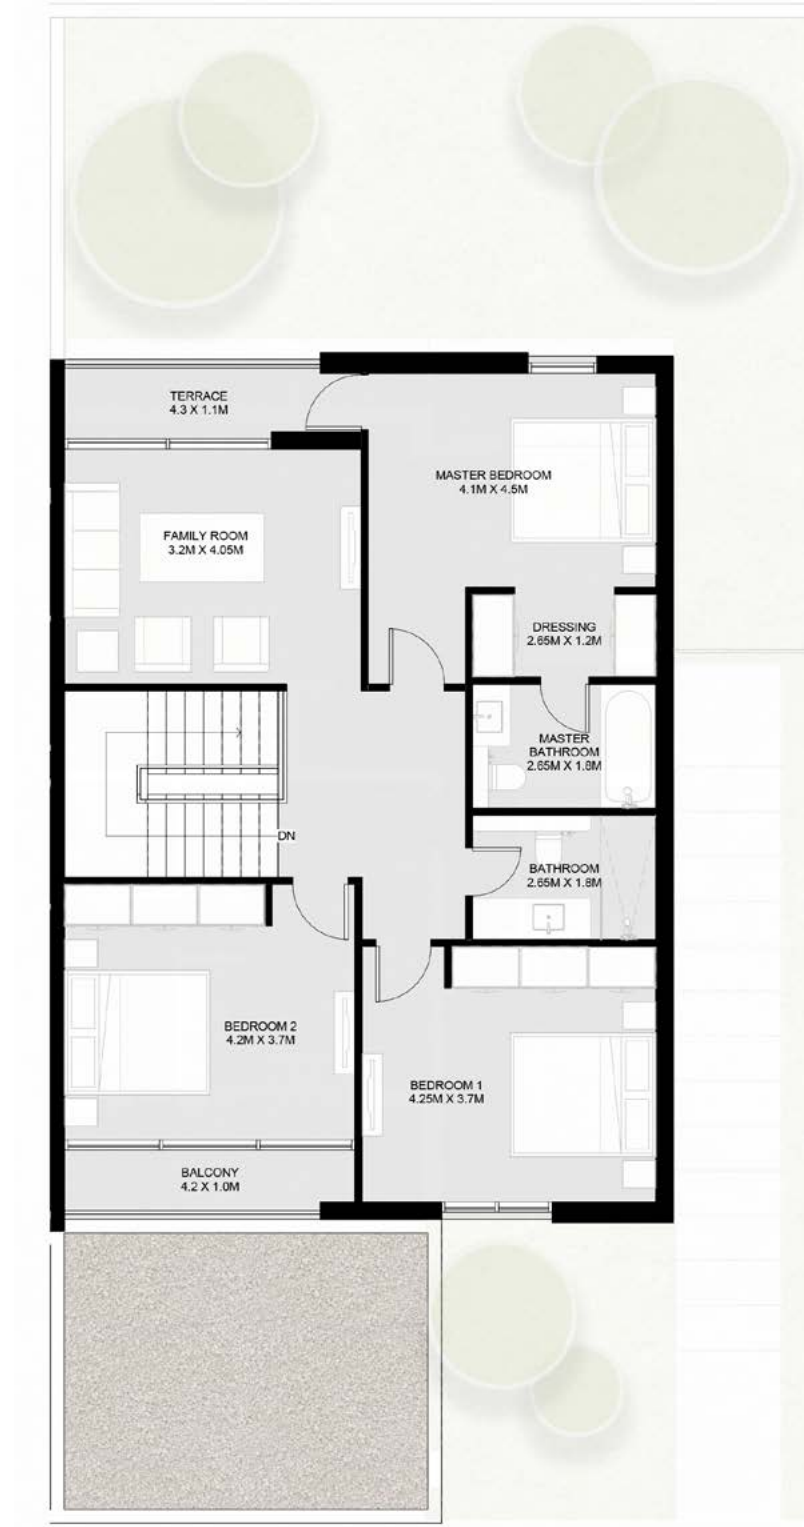 TERRACE
4.3 X 1.1M
MASTER BEDROOM
4.1M X 4.5M
FAMILY ROOM
3.2M X 4.05M
DRESSING
2.65M X 1.2M
MASTER
BATHROOM
2.65M X 1.8M
DN
BATHROOM
2.65M X 1.8M
BEDROOM 2
4.2M X 3.7M
BEDROOM 1
4.25M X 3.7M
BALCONY
4.2 X 1.0M